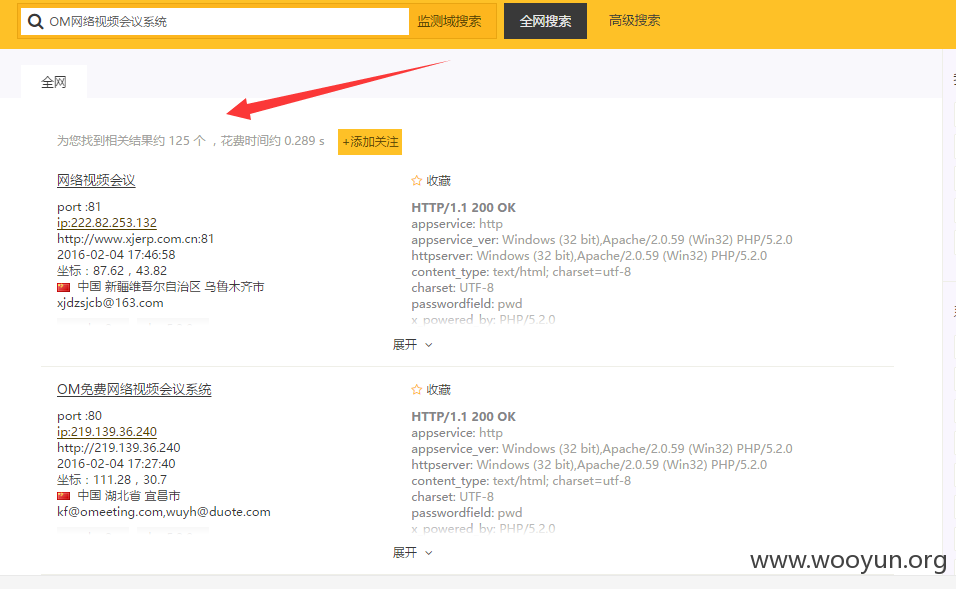 OM网络视频会议系统
监测域搜索
全网搜索
高级搜索
全网
为您找到相关结果约 125 个 ，花费时间约 0.289 s
+添加关注
网络视频会议
port :81
ip:222.82.253.132
http://www.xjerp.com.cn:81
2016-02-04 17:46:58
坐标：87.62，43.82
中国 新疆维吾尔自治区 乌鲁木齐市
xjdzsjcb@163.com
收藏
HTTP/1.1 200 OK
appservice: http
appservice_ver: Windows (32 bit),Apache/2.0.59 (Win32) PHP/5.2.0
httpserver: Windows (32 bit),Apache/2.0.59 (Win32) PHP/5.2.0
content_type: text/html; charset=utf-8
charset: UTF-8
passwordfield: pwd
x_powered_by: PHP/5.2.0
展开
OM免费网络视频会议系统
port :80
ip:219.139.36.240
http://219.139.36.240
2016-02-04 17:27:40
坐标：111.28，30.7
中国 湖北省 宜昌市
kf@omeeting.com,wuyh@duote.com
收藏
HTTP/1.1 200 OK
appservice: http
appservice_ver: Windows (32 bit),Apache/2.0.59 (Win32) PHP/5.2.0
httpserver: Windows (32 bit),Apache/2.0.59 (Win32) PHP/5.2.0
content_type: text/html; charset=utf-8
charset: UTF-8
passwordfield: pwd
x_powered_by: PHP/5.2.0
展开
www.wooyun.org